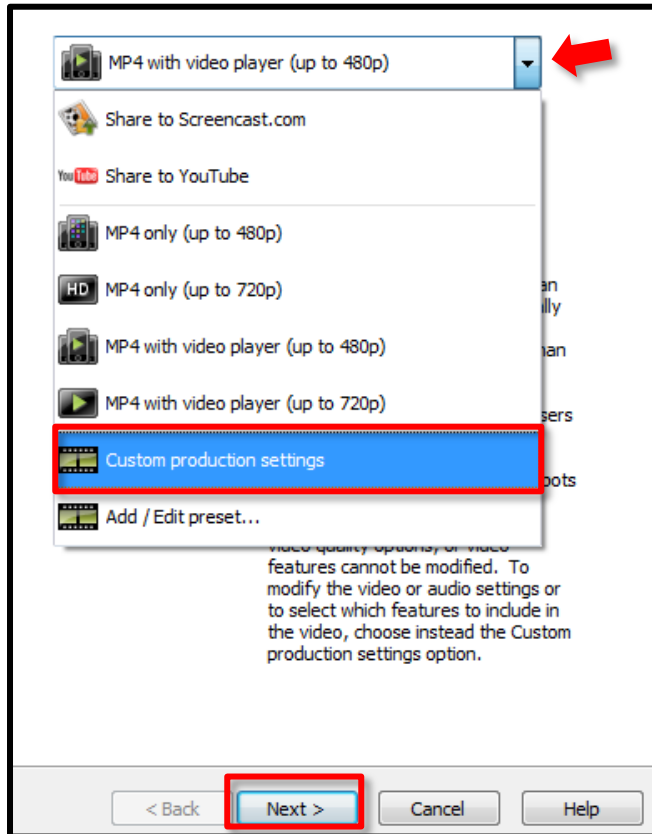 MP4 with video player (up to 480p)
Share to Screencast.com
You Tube Share to YouTube
MP4 only (up to 480p)
HD MP4 only (up to 720p)
MP4 with video player (up to 480p)
MP4 with video player (up to 720p)
Custom production settings
Add / Edit preset...
features cannot be modified. To
modify the video or audio settings or
to select which features to include in
the video, choose instead the Custom
production settings option.
< Back Next > Cancel Help